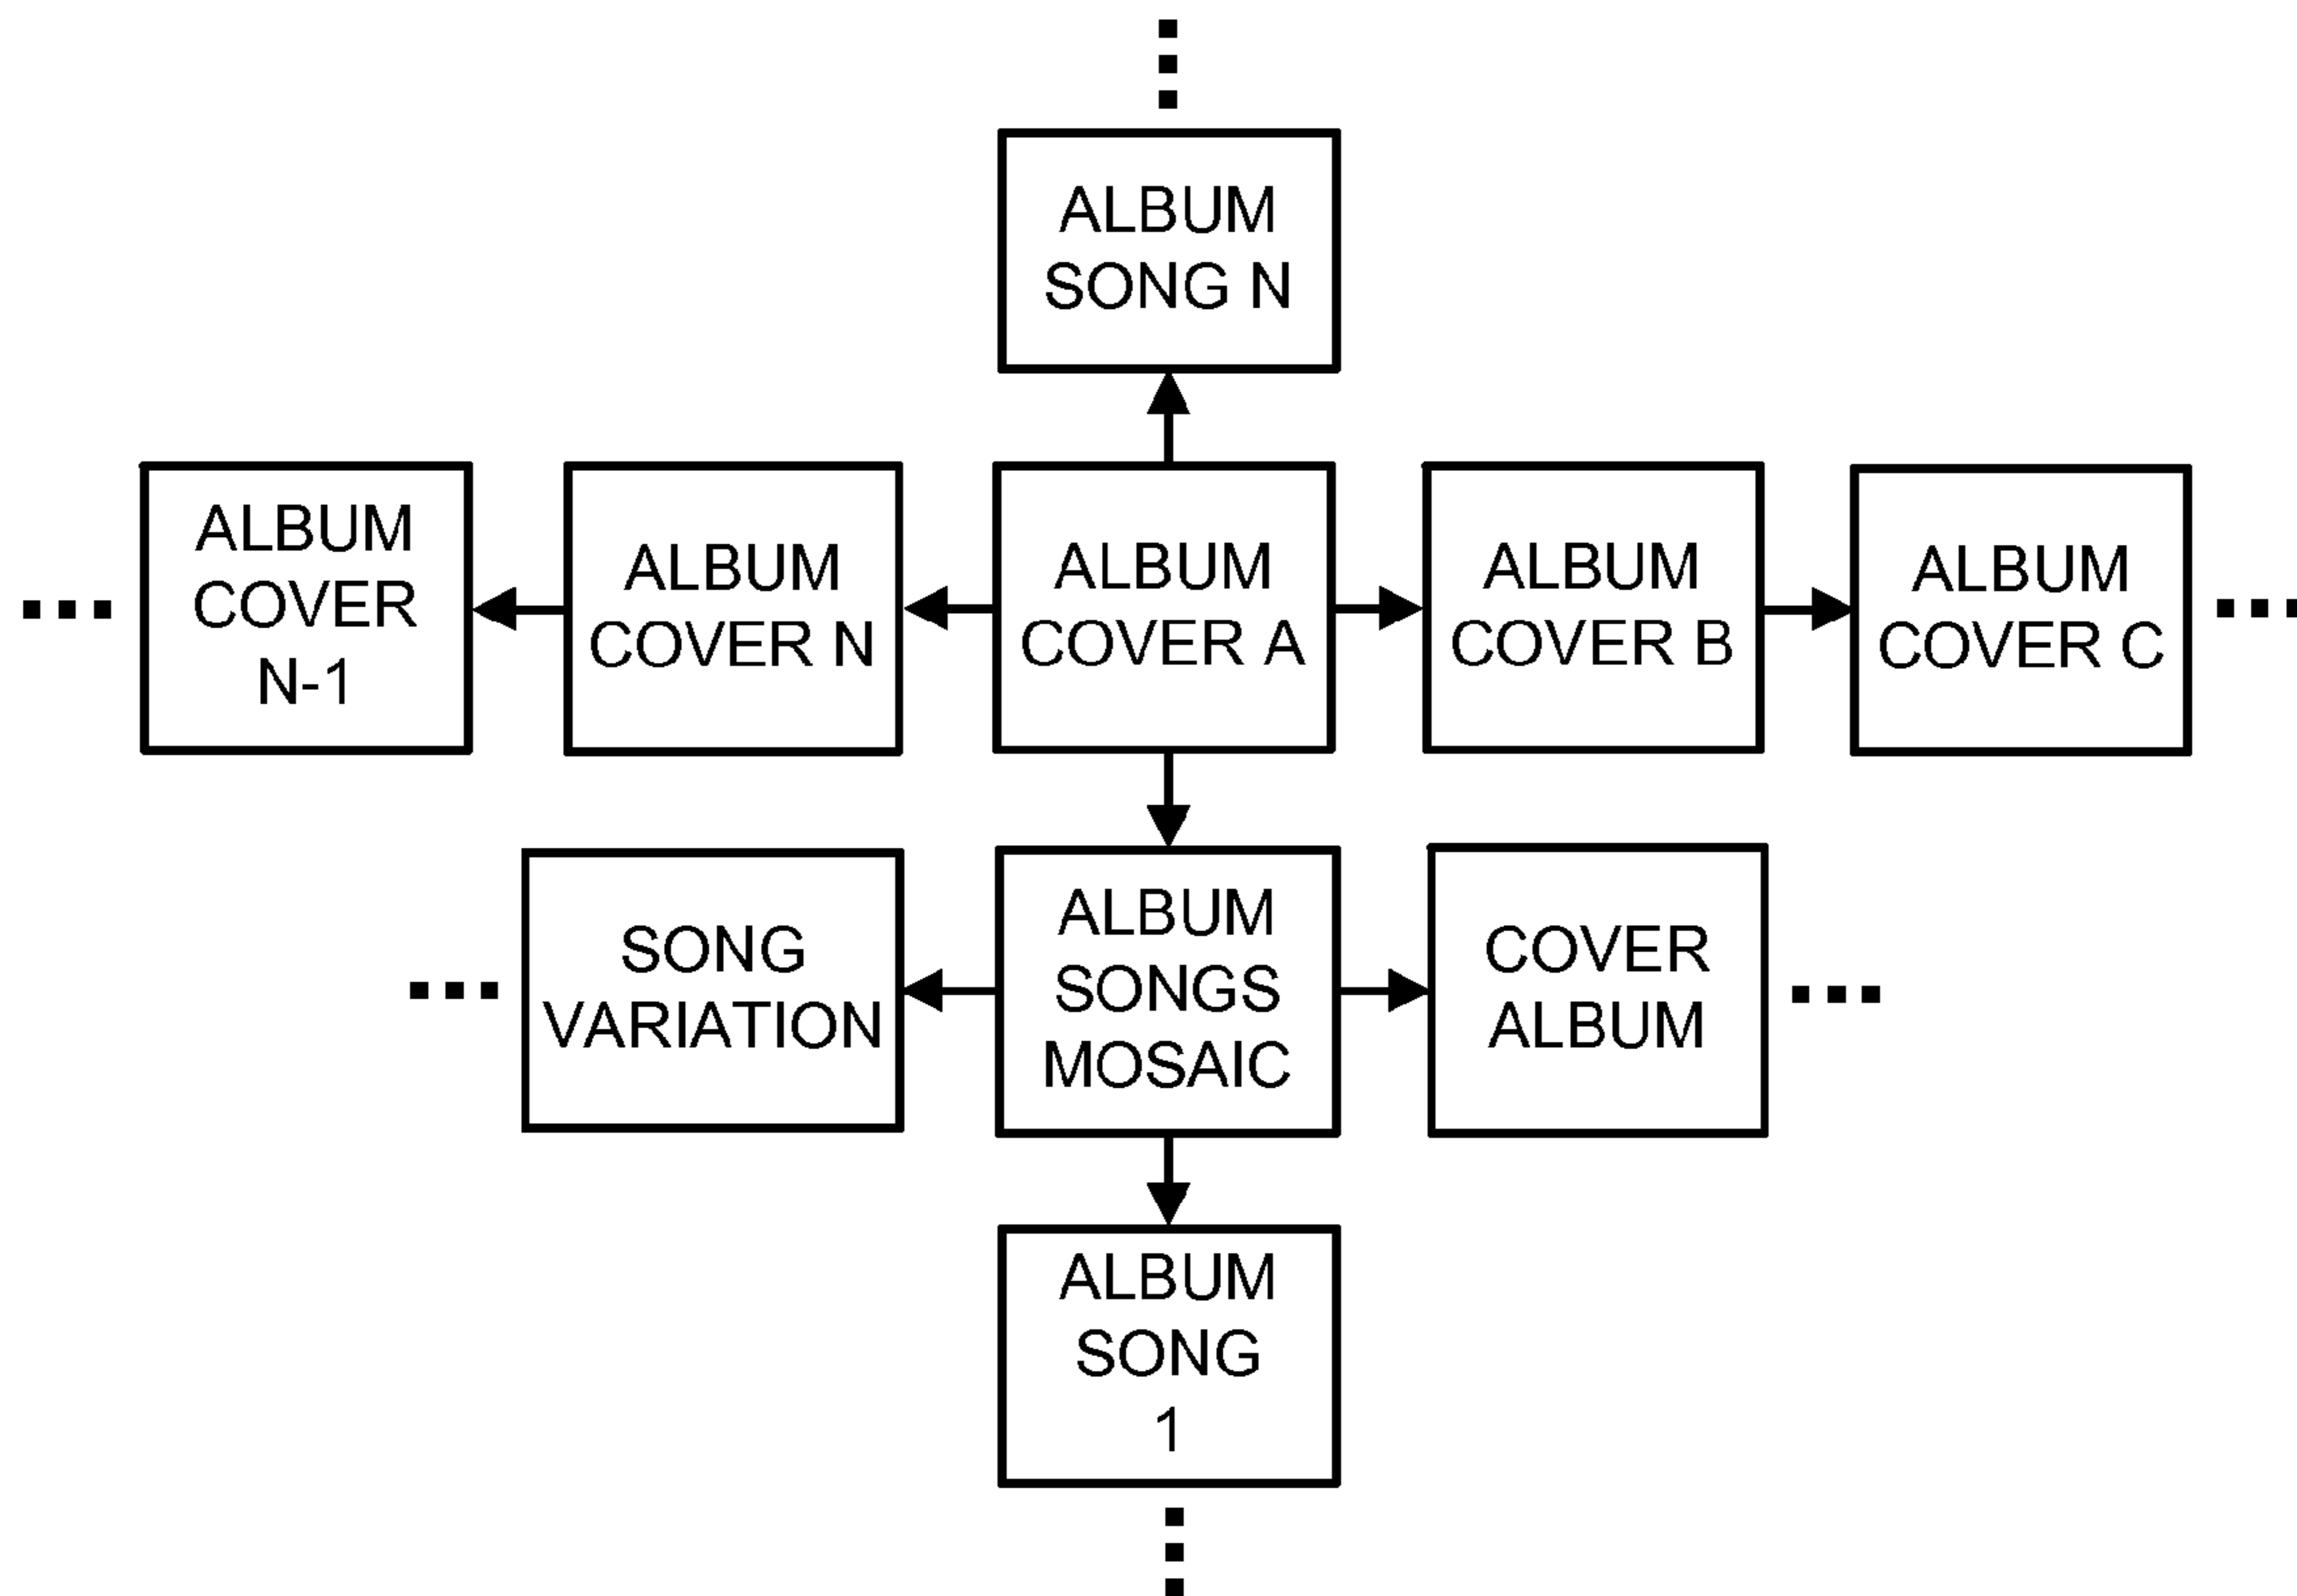 ALBUM
SONG N
ALBUM
COVER
N-1
ALBUM
COVER N
ALBUM
COVER A
ALBUM
COVER B
ALBUM
COVER C
SONG
VARIATION
ALBUM
SONGS
MOSAIC
COVER
ALBUM
ALBUM
SONG
1